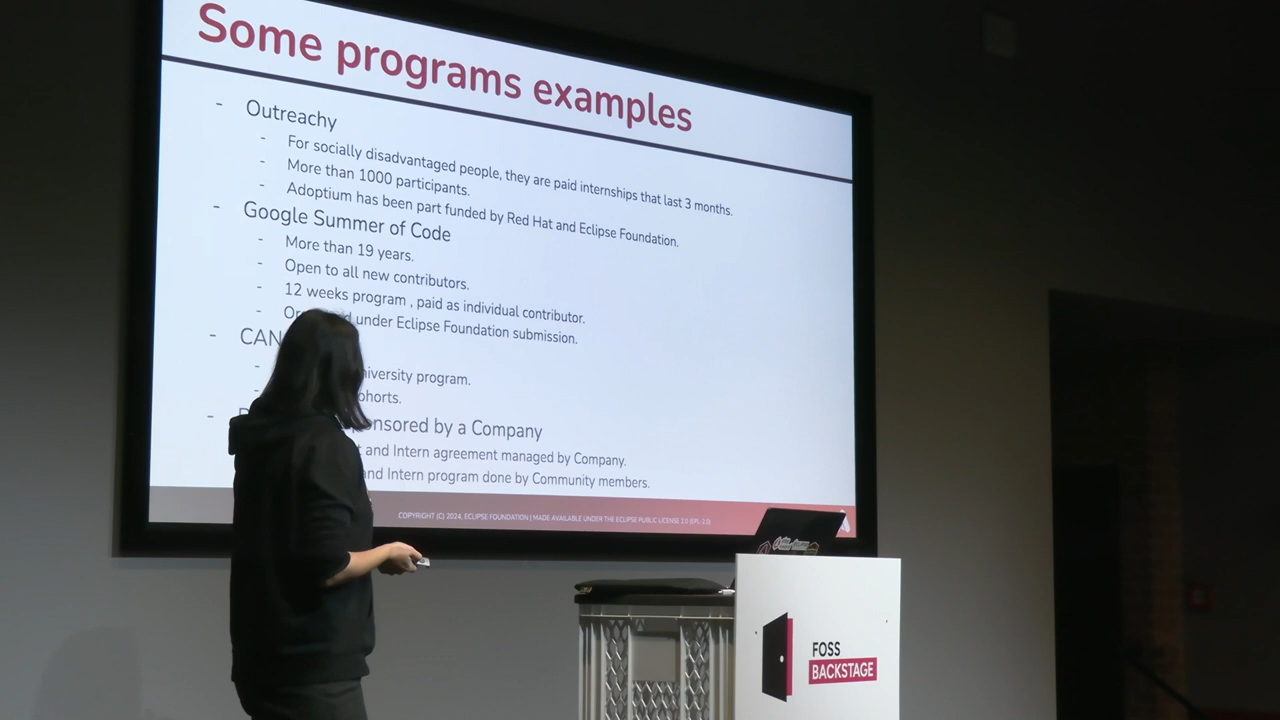 Some programs examples
- Outreachy
- For socially disadvantaged people, they are paid internships that last 3 months.
- More than 1000 participants.
- Adoptium has been part funded by Red Hat and Eclipse Foundation.
- Google Summer of Code
- More than 19 years.
- Open to all new contributors.
- 12 weeks program , paid as individual contributor.
- under Eclipse Foundation submission.
- CAN
- program.
-
- by a Company
and Intern agreement managed by Company.
and Intern program done by Community members.
COPYRIGHT (C) 2024, ECLIPSE FOUNDATION | MADE AVAILABLE UNDER THE ECLIPSE PUBLIC LICENSE 2.0 (EPL-2.0)
FOSS
BACKSTAGE